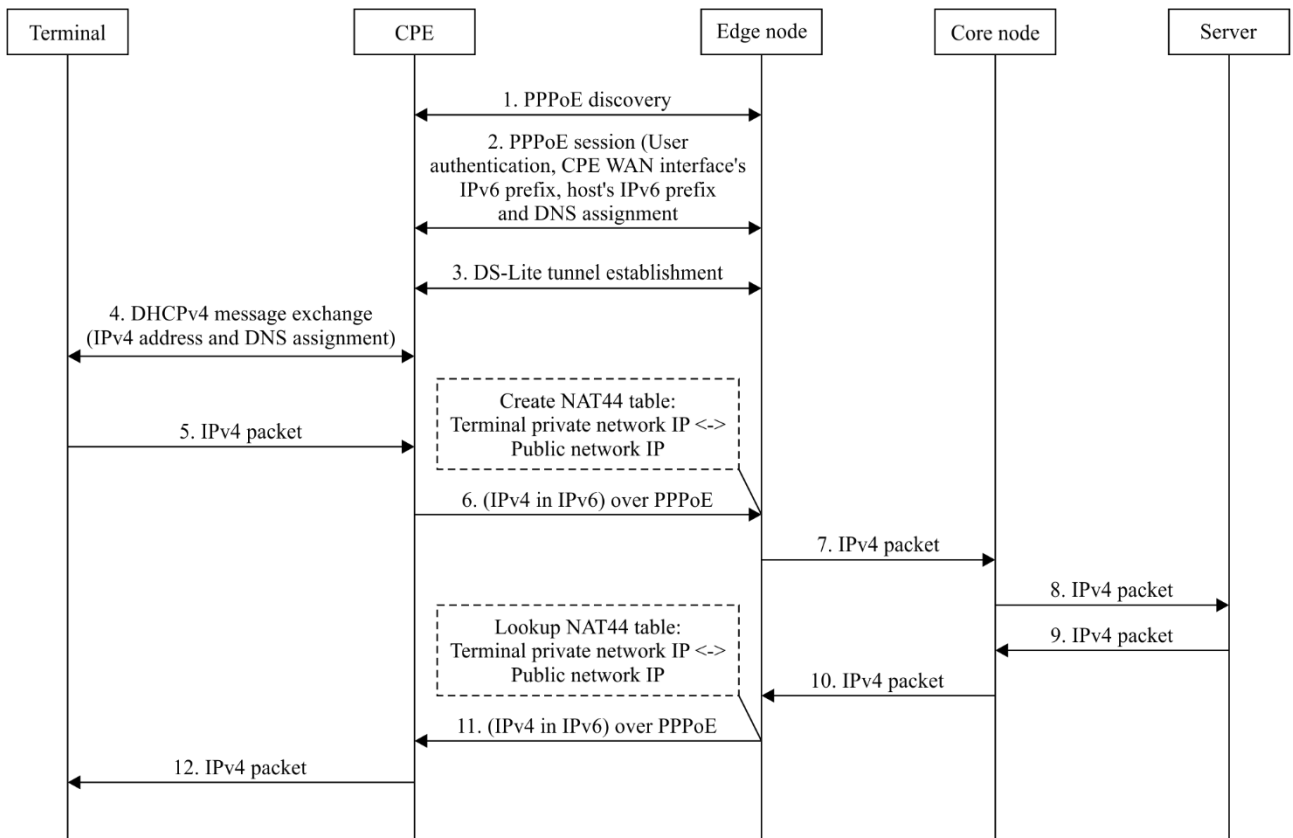 Terminal
CPE
Edge node
Core node
Server
1. PPPoE discovery
2. PPPoE session (User
authentication, CPE WAN interface's
IPv6 prefix, host's IPv6 prefix
and DNS assignment
3. DS-Lite tunnel establishment
4. DHCPv4 message exchange
(IPv4 address and DNS assignment)
Create NAT44 table:
Terminal private network IP <->
Public network IP
5. IPv4 packet
6. (IPv4 in IPv6) over PPPoE
7. IPv4 packet
8. IPv4 packet
Lookup NAT44 table:
Terminal private network IP <->
Public network IP
9. IPv4 packet
10. IPv4 packet
11. (IPv4 in IPv6) over PPPoE
12. IPv4 packet